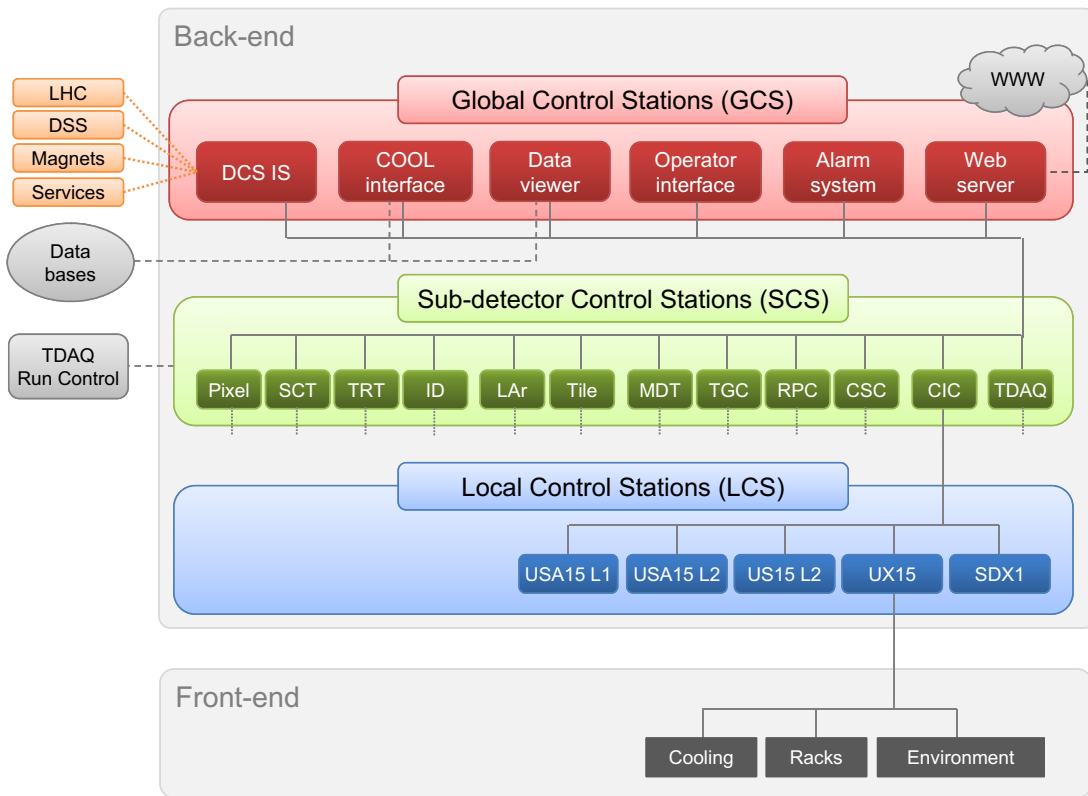 Back-end
WWW
LHC
DSS
Magnets
Services
Global Control Stations (GCS)
DCS IS
COOL
interface
Data
viewer
Operator
interface
Alarm
system
Web
server
Data
bases
Sub-detector Control Stations (SCS)
TDAQ
Run Control
Pixel
SCT
TRT
ID
LAr
Tile
MDT
TGC
RPC
CSC
CIC
TDAQ
Local Control Stations (LCS)
USA15 L1
USA15 L2
US15 L2
UX15
SDX1
Front-end
Cooling
Racks
Environment